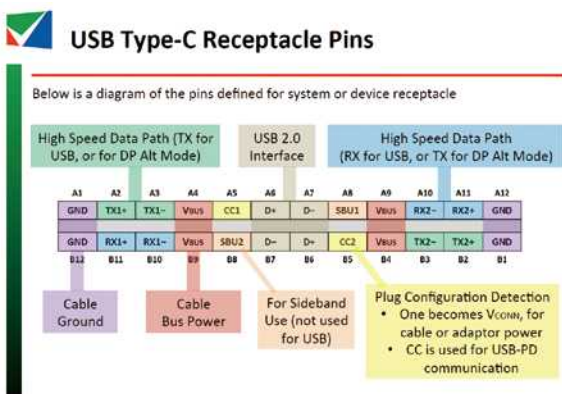 USB Type-C Receptacle Pins
Below is a diagram of the pins defined for system or device receptacle
High Speed Data Path (TX for
USB, or for DP Alt Mode)
USB 2.0
Interface
High Speed Data Path
(RX for USB, or TX for DP Alt Mode)
A1 A2 A3 A4 A5 A6 A7 A8 A9 A10 A11 A12
GND TX1+ TX1− VBUS CC1 D+ D− SBU1 VBUS RX2− RX2+ GND
GND RX1+ RX1− VBUS SBU2 D− D+ CC2 VBUS TX2− TX2+ GND
B12 B11 B10 B9 B8 B7 B6 B5 B4 B3 B2 B1
Cable
Ground
Cable
Bus Power
For Sideband
Use (not used
for USB)
Plug Configuration Detection
• One becomes VCONN, for
cable or adaptor power
• CC is used for USB-PD
communication